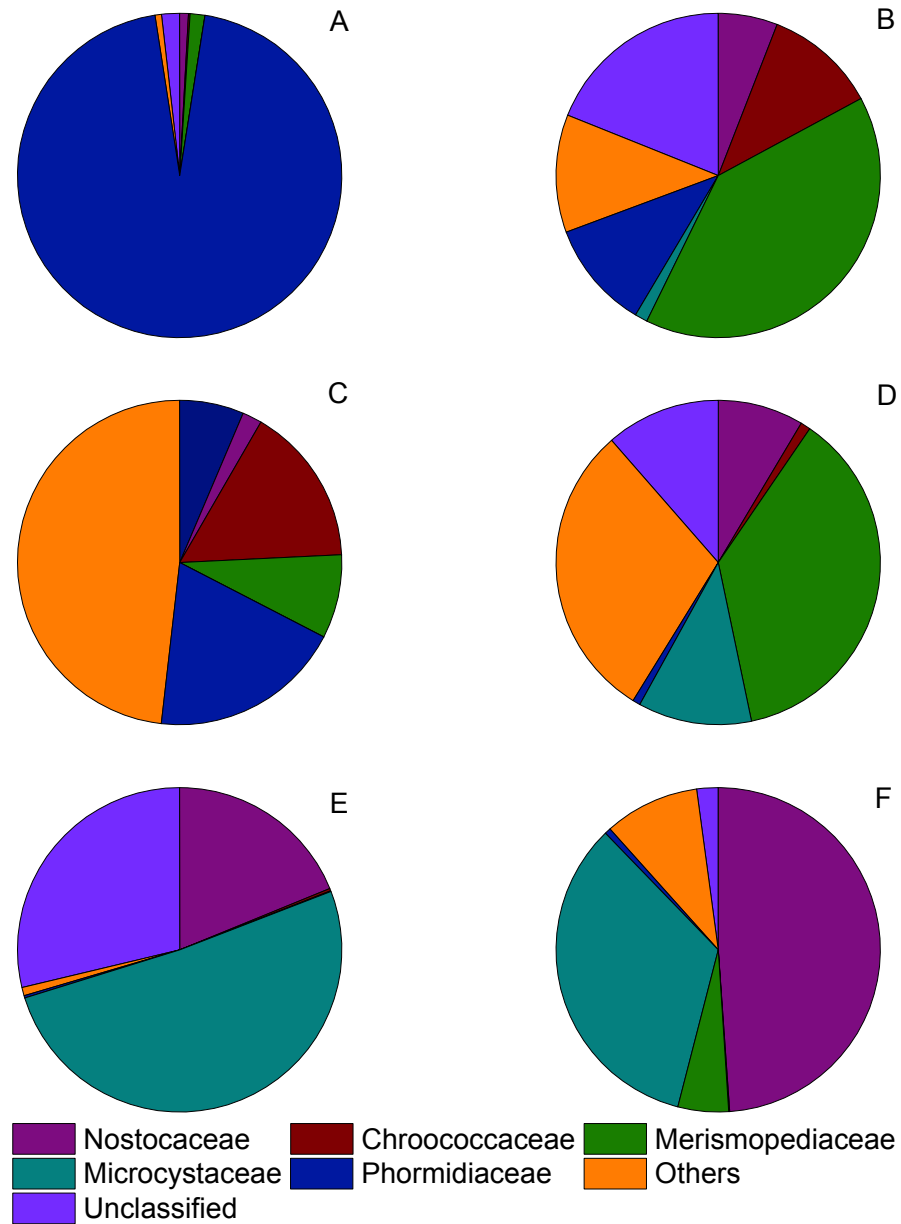 A
B
C
D
E
F
Nostocaceae Chroococcaceae Merismopediaceae
Microcystaceae Phormidiaceae Others
Unclassified